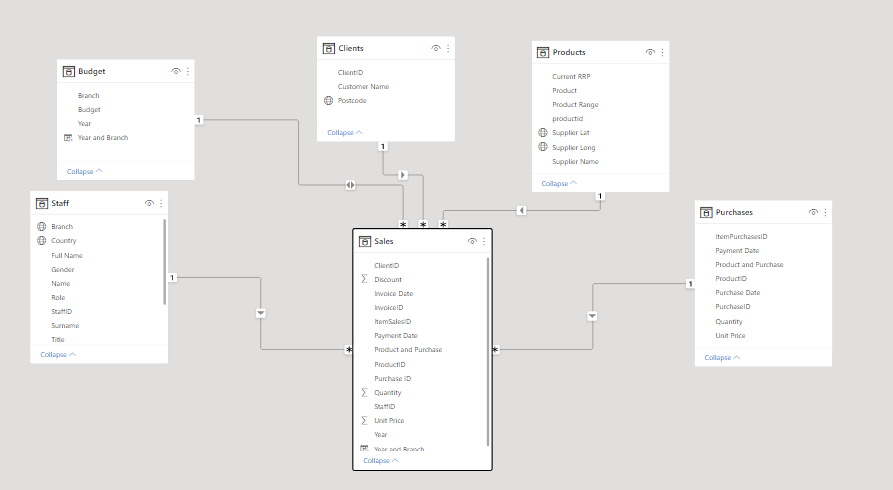 Budget
Branch
Budget
Year
Year and Branch
Collapse
Clients
ClientID
Customer Name
Postcode
Collapse
Products
Current RRP
Product
Product Range
productid
Supplier Lat
Supplier Long
Supplier Name
Collapse
Staff
Branch
Country
Full Name
Gender
Name
Role
StaffID
Surname
Title
Collapse
Sales
ClientID
Discount
Invoice Date
InvoiceID
ItemSalesID
Payment Date
Product and Purchase
ProductID
Purchase ID
Quantity
StaffID
Unit Price
Year
Year and Branch
Collapse
Purchases
ItemPurchasesID
Payment Date
Product and Purchase
ProductID
Purchase Date
PurchaseID
Quantity
Unit Price
Collapse
1
1
1
1
1
*
*
*
*
*